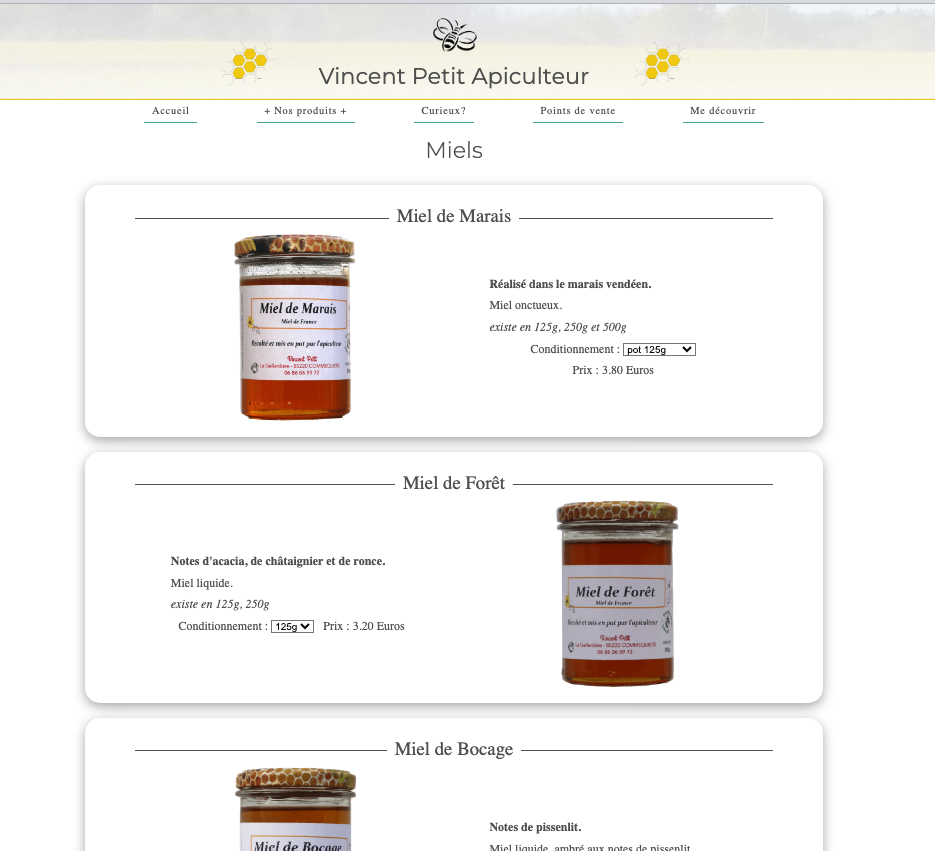 Vincent Petit Apiculteur
Accueil
+ Nos produits +
Curieux?
Points de vente
Me découvrir
Miels
Miel de Marais
Miel de Marais
Miel de France
Récolté et mis en pot par l'apiculteur
Vincent Petit
La Gaillardière - 85220 COMMEQUIERS
06 86 06 59 72
Réalisé dans le marais vendéen.
Miel onctueux.
existe en 125g, 250g et 500g
Conditionnement : pot 125g
Prix : 3.80 Euros
Miel de Forêt
Notes d'acacia, de châtaignier et de ronce.
Miel liquide.
existe en 125g, 250g
Conditionnement : 125g Prix : 3.20 Euros
Miel de Forêt
Miel de France
Récolté et mis en pot par l'apiculteur
Vincent Petit
La Gaillardière - 85220 COMMEQUIERS
06 86 06 59 72
Miel de Bocage
Miel de Bocage
Notes de pissenlit.
Miel liquide, ambré aux notes de pissenlit